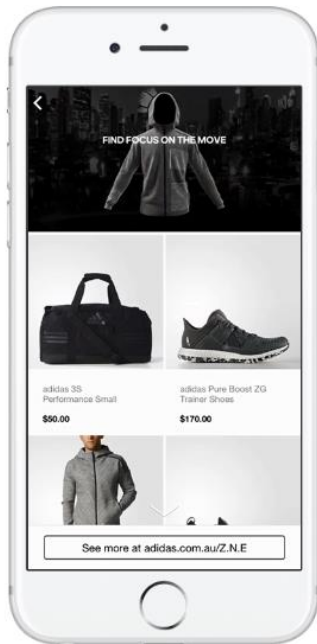 FIND FOCUS ON THE MOVE
adidas 3S
Performance Small
$50.00
adidas Pure Boost ZG
Trainer Shoes
$170.00
See more at adidas.com.au/Z.N.E